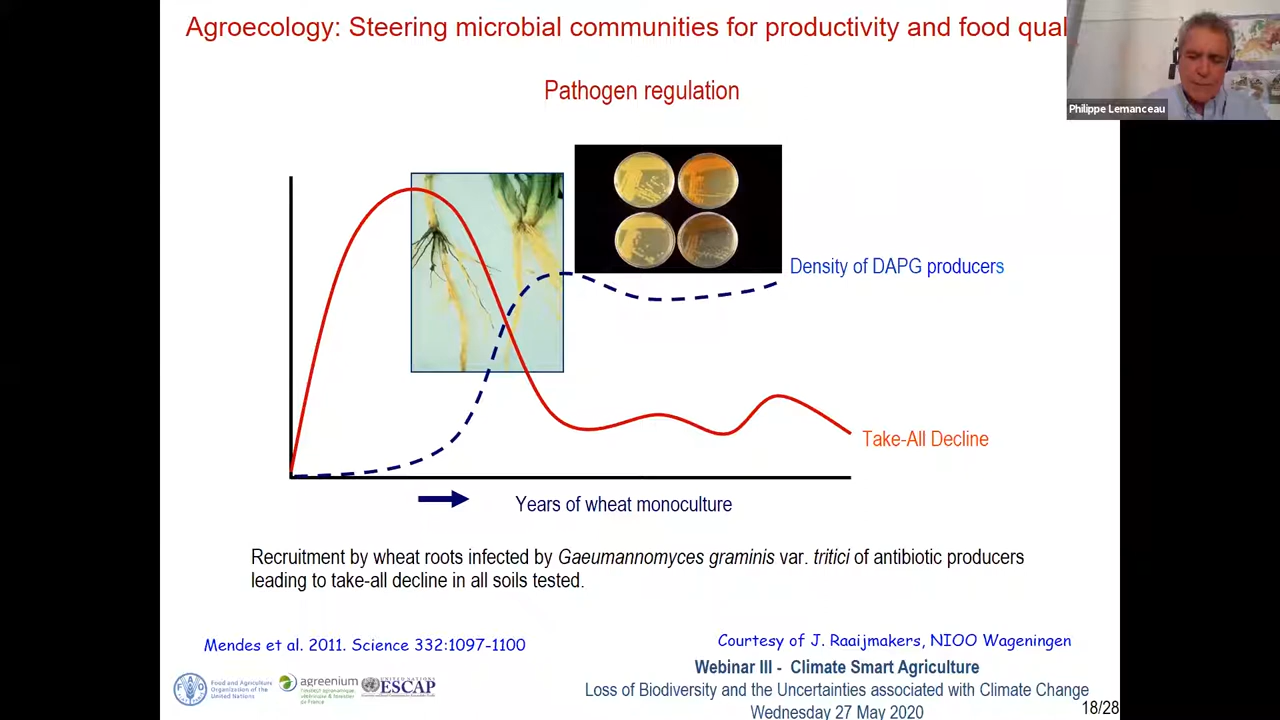 Agroecology: Steering microbial communities for productivity and food qual
Philippe Lemanceau
Pathogen regulation
Density of DAPG producers
Take-All Decline
Years of wheat monoculture
Recruitment by wheat roots infected by Gaeumannomyces graminis var. tritici of antibiotic producers
leading to take-all decline in all soils tested.
Mendes et al. 2011. Science 332:1097-1100
Courtesy of J. Raaijmakers, NIOO Wageningen
Webinar III - Climate Smart Agriculture
Loss of Biodiversity and the Uncertainties associated with Climate Change
Wednesday 27 May 2020
18/28
Food and Agriculture
Organization of the
United Nations
agreenium
UNITED NATIONS
ESCAP